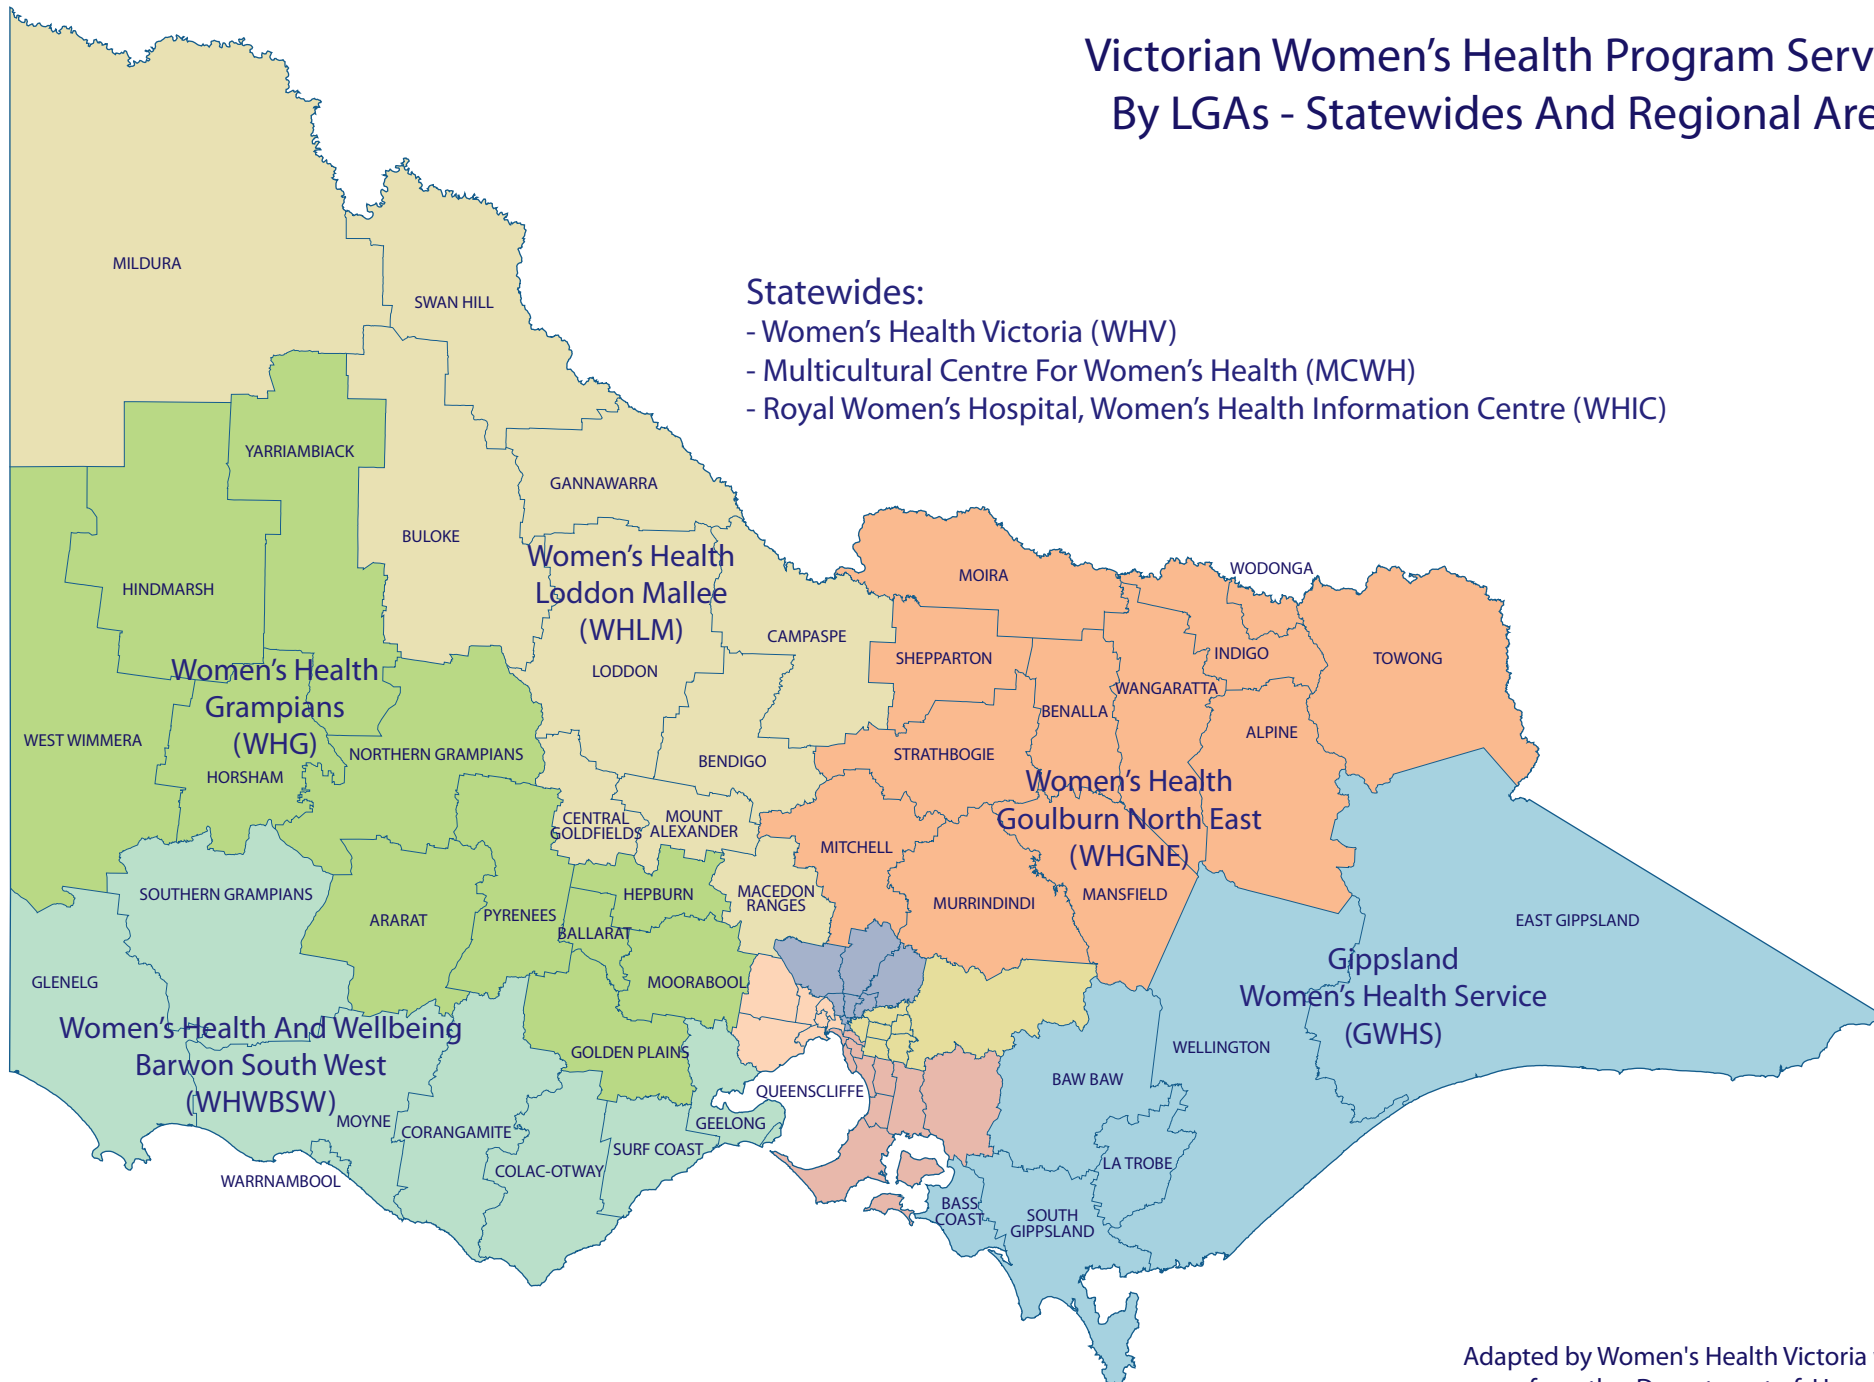 Victorian Women's Health Program Serv
By LGAs - Statewides And Regional Are
Statewides:
- Women's Health Victoria (WHV)
- Multicultural Centre For Women's Health (MCWH)
- Royal Women's Hospital, Women's Health Information Centre (WHIC)
MILDURA
SWAN HILL
YARRIAMBIACK
GANNAWARRA
BULOKE
HINDMARSH
Women's Health
Loddon Mallee
(WHLM)
CAMPASPE
LODDON
MOIRA
WODONGA
SHEPPARTON
INDIGO
TOWONG
WANGARATTA
BENALLA
ALPINE
STRATHBOGIE
Women's Health
Grampians
(WHG)
WEST WIMMERA
NORTHERN GRAMPIANS
HORSHAM
BENDIGO
CENTRAL
GOLDFIELDS
MOUNT
ALEXANDER
Women's Health
Goulburn North East
(WHGNE)
MITCHELL
MANSFIELD
MURRINDINDI
SOUTHERN GRAMPIANS
ARARAT
PYRENEES
HEPBURN
BALLARAT
MACEDON
RANGES
MOORABOOL
EAST GIPPSLAND
Gippsland
Women's Health Service
(GWHS)
GLENELG
Women's Health And Wellbeing
Barwon South West
(WHWBSW)
MOYNE
GOLDEN PLAINS
WELLINGTON
BAW BAW
QUEENSCLIFFE
GEELONG
CORANGAMITE
SURF COAST
COLAC-OTWAY
WARRNAMBOOL
LA TROBE
BASS
COAST
SOUTH
GIPPSLAND
Adapted by Women's Health Victoria